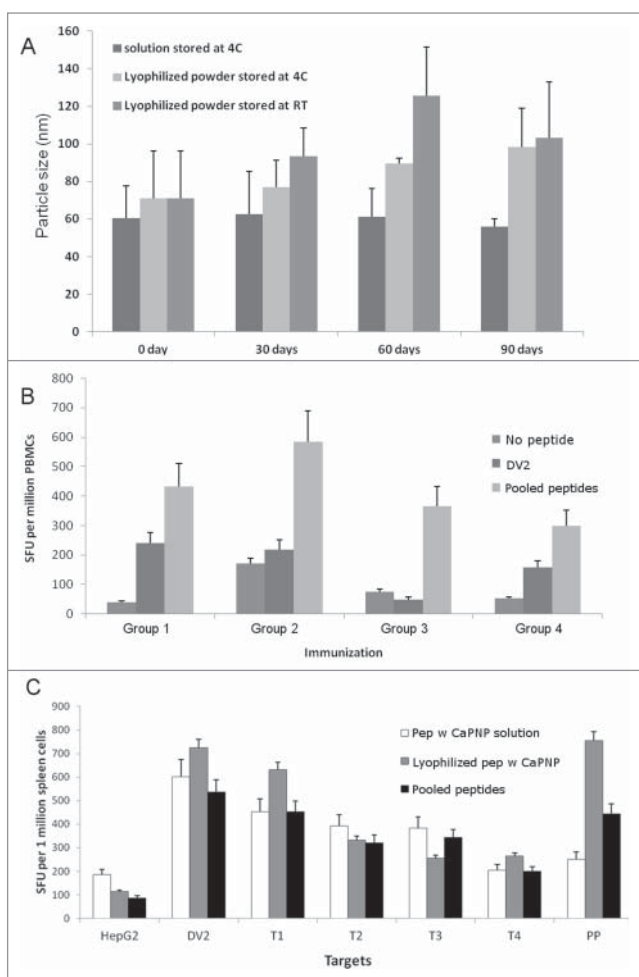 A
160
140
120
100
80
60
40
20
0
Particle size (nm)
solution stored at 4C
Lyophilized powder stored at 4C
Lyophilized powder stored at RT
0 day
30 days
60 days
90 days
B
800
700
600
500
400
300
200
100
0
SFU per million PBMCs
No peptide
DV2
Pooled peptides
Group 1
Group 2
Group 3
Group 4
Immunization
C
900
800
700
600
500
400
300
200
100
0
SFU per 1 million spleen cells
Pep w CaPNP solution
Lyophilized pep w CaPNP
Pooled peptides
HepG2
DV2
T1
T2
T3
T4
PP
Targets